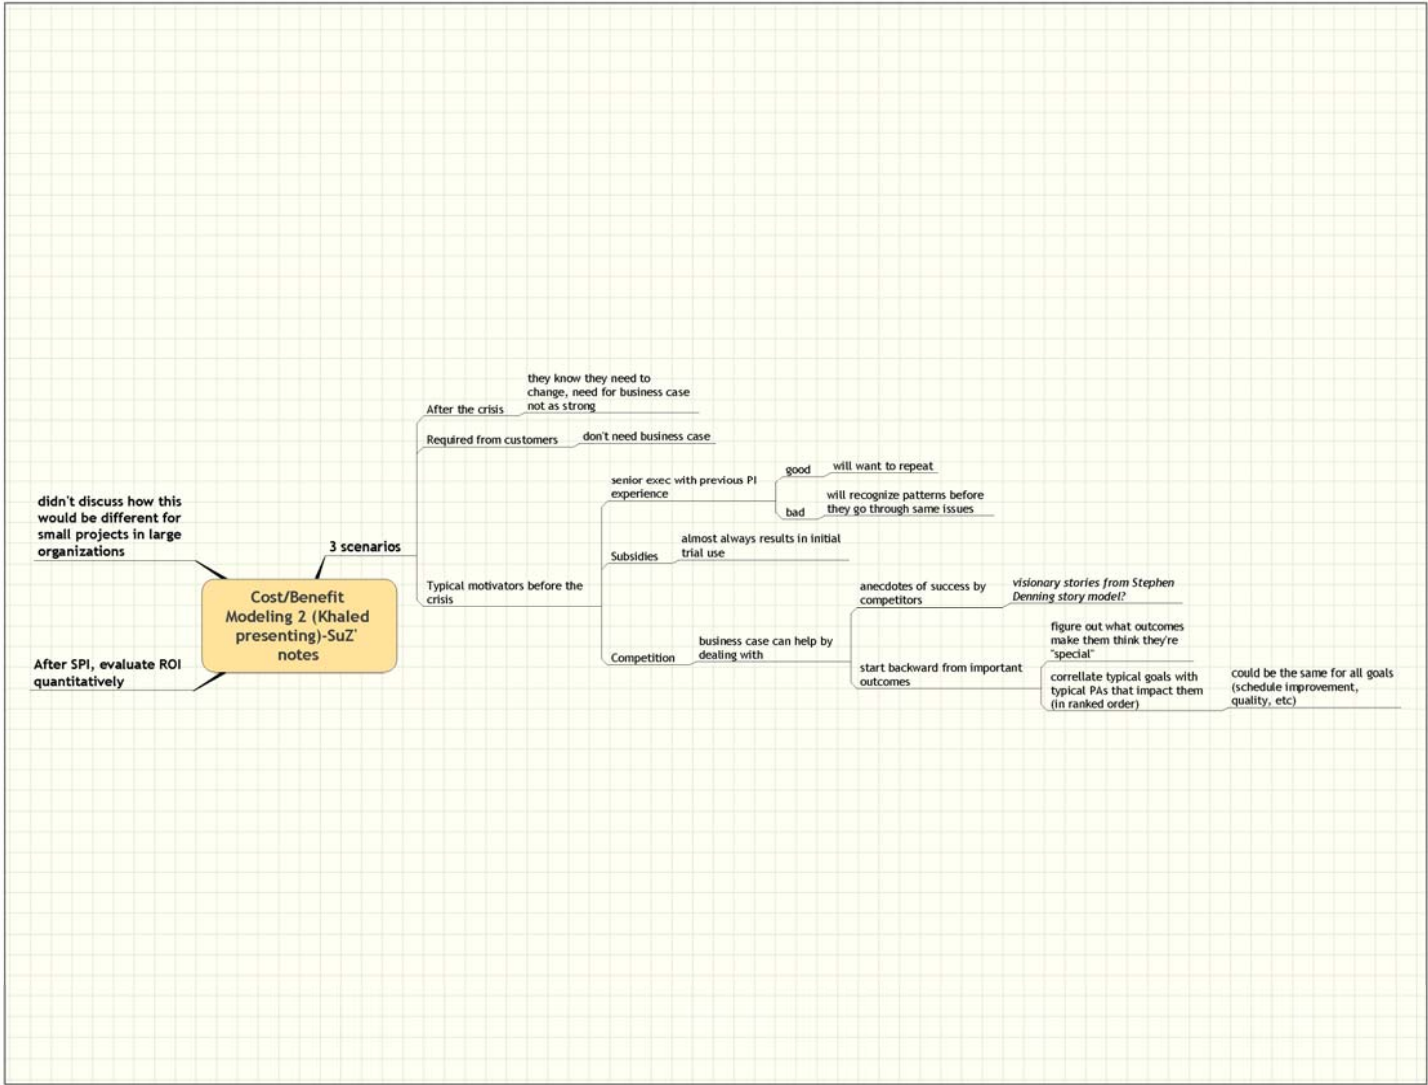 they know they need to
change, need for business case
not as strong
After the crisis
Required from customers
don't need business case
good
will want to repeat
senior exec with previous PI
experience
bad
will recognize patterns before
they go through same issues
didn't discuss how this
would be different for
small projects in large
organizations
3 scenarios
Subsidies
almost always results in initial
trial use
Typical motivators before the
crisis
anecdotes of success by
competitors
visionary stories from Stephen
Denning story model?
Cost/Benefit
Modeling 2 (Khaled
presenting)-SuZ'
notes
Competition
business case can help by
dealing with
figure out what outcomes
make them think they're
"special"
start backward from important
outcomes
After SPI, evaluate ROI
quantitatively
correllate typical goals with
typical PAs that impact them
(in ranked order)
could be the same for all goals
(schedule improvement,
quality, etc)